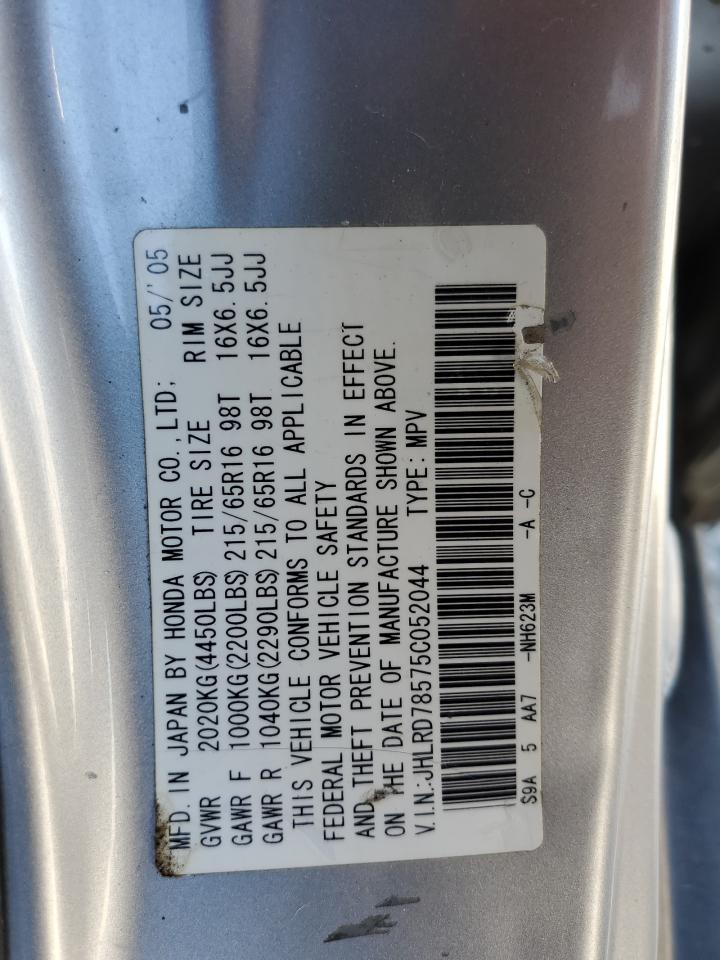 MFD. IN JAPAN BY HONDA MOTOR CO., LTD; 05/'05
GVWR 2020KG(4450LBS) TIRE SIZE RIM SIZE
GAWR F 1000KG(2200LBS) 215/65R16 98T 16X6.5JJ
GAWR R 1040KG(2290LBS) 215/65R16 98T 16X6.5JJ
THIS VEHICLE CONFORMS TO ALL APPLICABLE
FEDERAL MOTOR VEHICLE SAFETY
AND THEFT PREVENTION STANDARDS IN EFFECT
ON THE DATE OF MANUFACTURE SHOWN ABOVE.
V.I.N.:JHLRD78575C052044 TYPE:MPV
S9A 5 AA7 -NH623M -A -C